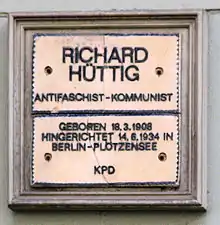 RICHARD
HÜTTIG
ANTIFASCHIST-KOMMUNIST
GEBOREN 18.3.1908
HINGERICHTET 14.6.1934 IN
BERLIN-PLÖTZENSEE
KPD